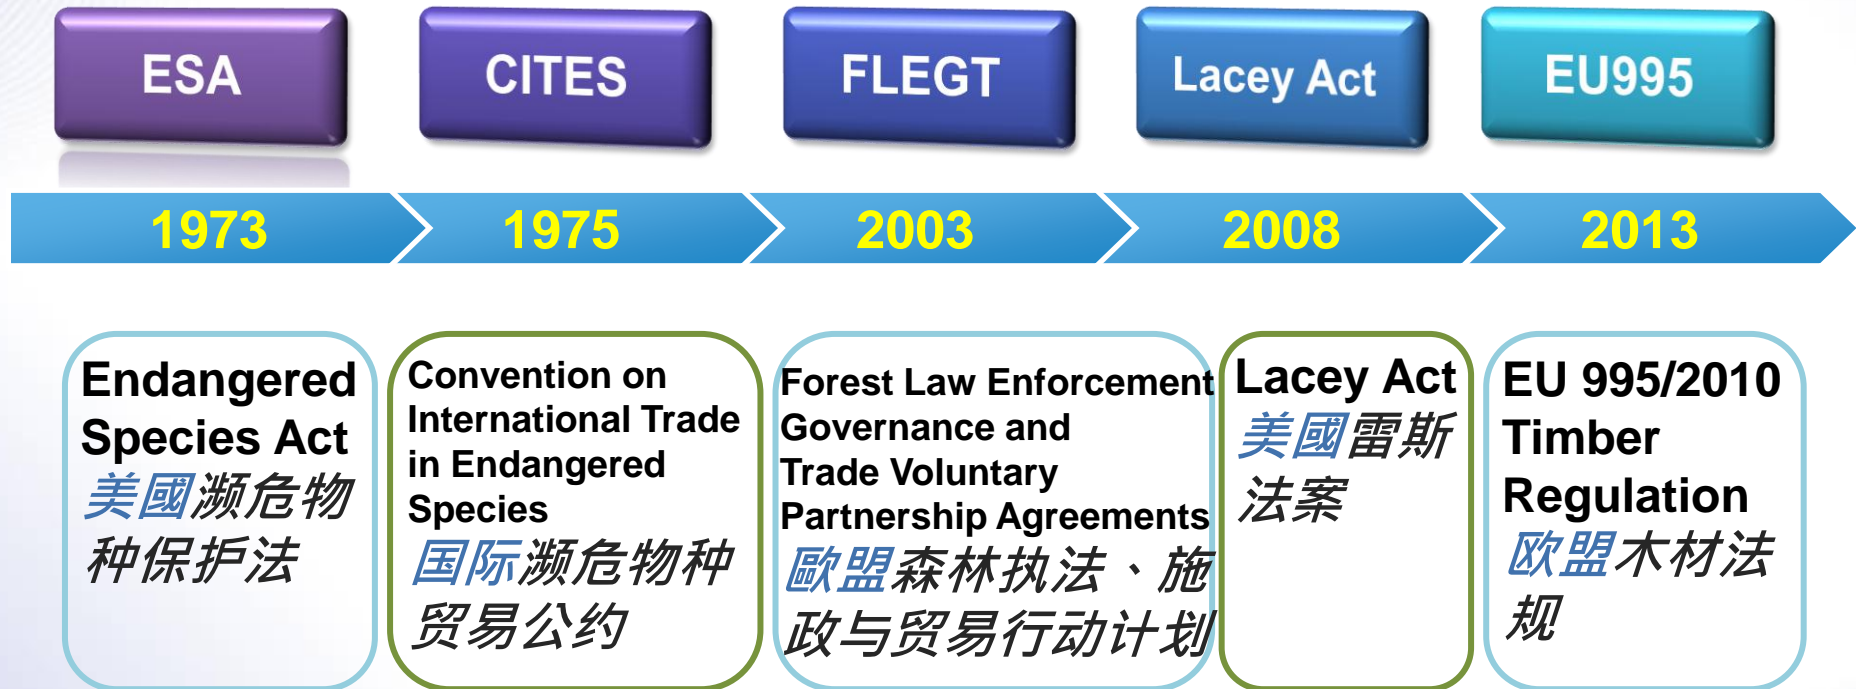 ESA
CITES
FLEGT
Lacey Act
EU995
1973
1975
2003
2008
2013
Endangered
Species Act
美國濒危物
种保护法
Convention on
International Trade
in Endangered
Species
国际濒危物种
贸易公约
Forest Law Enforcement
Governance and
Trade Voluntary
Partnership Agreements
歐盟森林执法、施
政与贸易行动计划
Lacey Act
美國雷斯
法案
EU 995/2010
Timber
Regulation
欧盟木材法
规